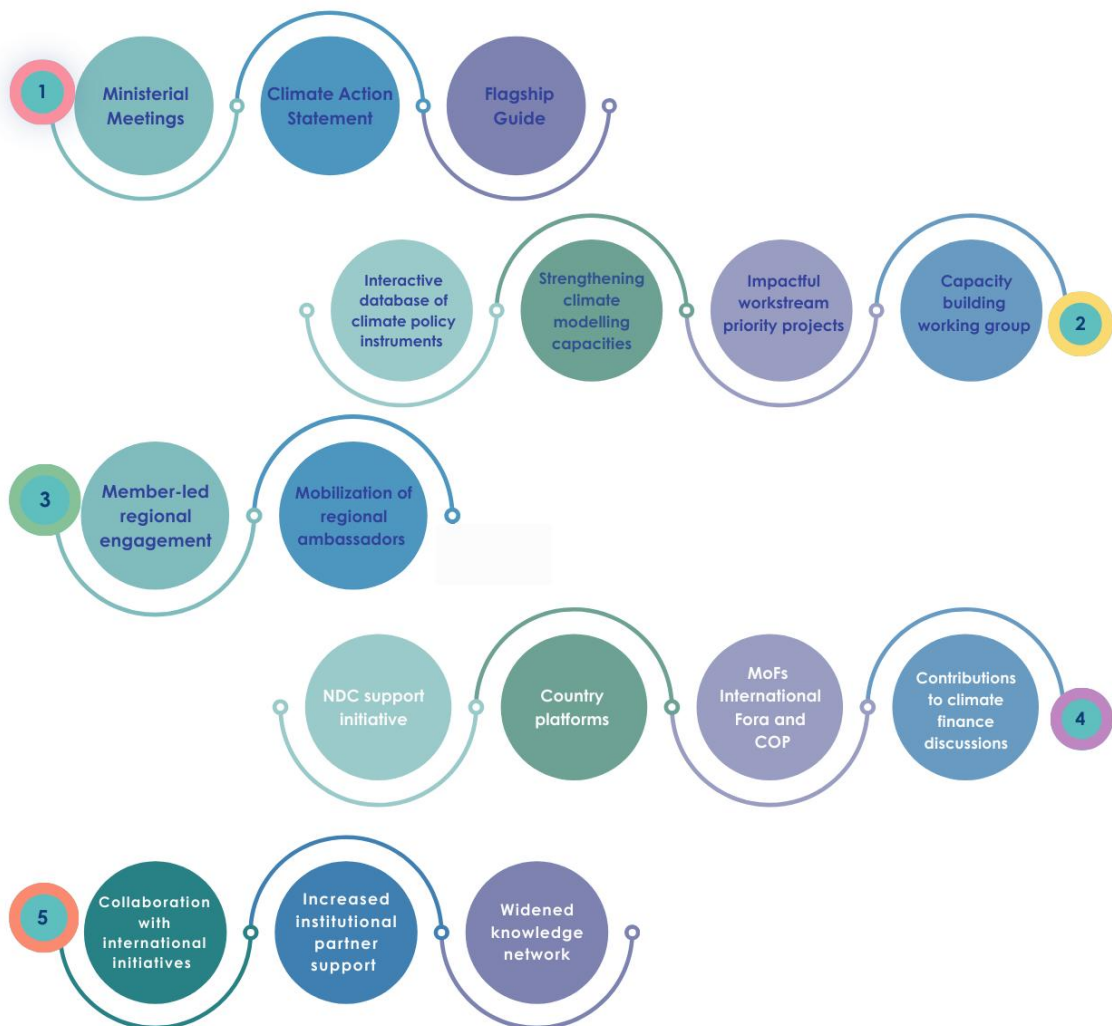 1
Ministerial
Meetings
Climate Action
Statement
Flagship
Guide
Interactive
database of
climate policy
instruments
Strengthening
climate
modelling
capacities
Impactful
workstream
priority projects
Capacity
building
working group
2
3
Member-led
regional
engagement
Mobilization of
regional
ambassadors
NDC support
initiative
Country
platforms
MoFs
International
Fora and
COP
Contributions
to climate
finance
discussions
4
5
Collaboration
with
international
initiatives
Increased
institutional
partner
support
Widened
knowledge
network